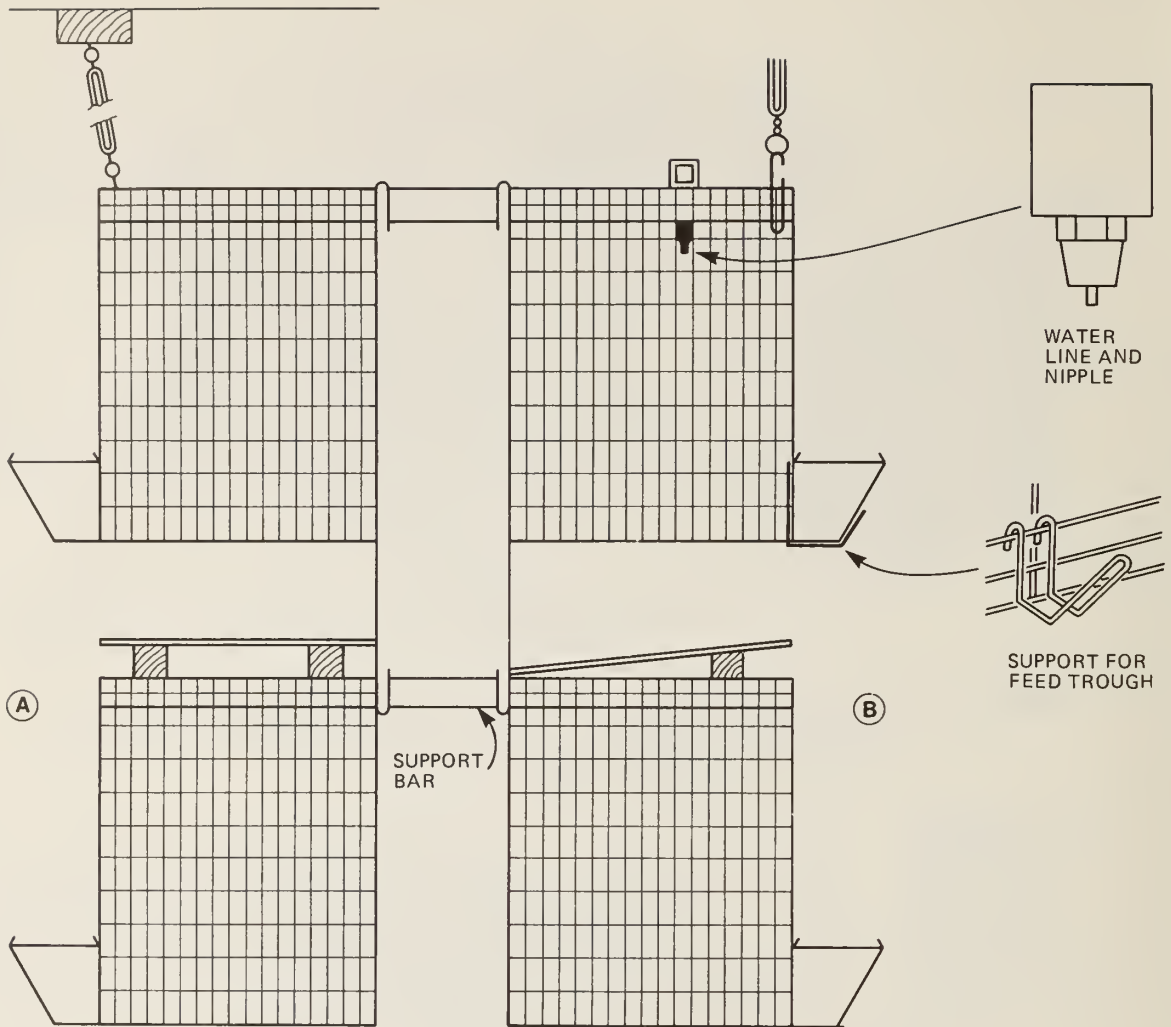 WATER
LINE AND
NIPPLE
SUPPORT FOR
FEED TROUGH
A
B
SUPPORT
BAR